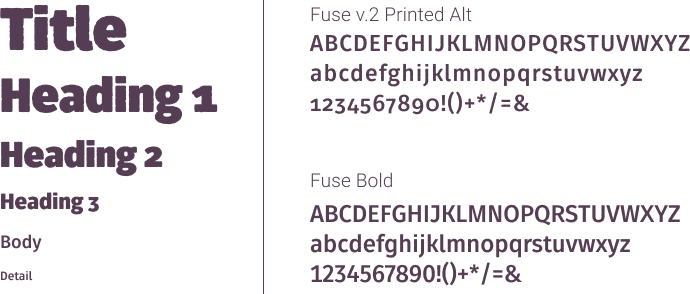 Title
Heading 1
Heading 2
Heading 3
Body
Detail
Fuse v.2 Printed Alt
ABCDEFGHIJKLMNOPQRSTUVWXYZ
abcdefghijklmnopqrstuvwxyz
1234567890!()+*/=&
Fuse Bold
ABCDEFGHIJKLMNOPQRSTUVWXYZ
abcdefghijklmnopqrstuvwxyz
1234567890!()+*/=&